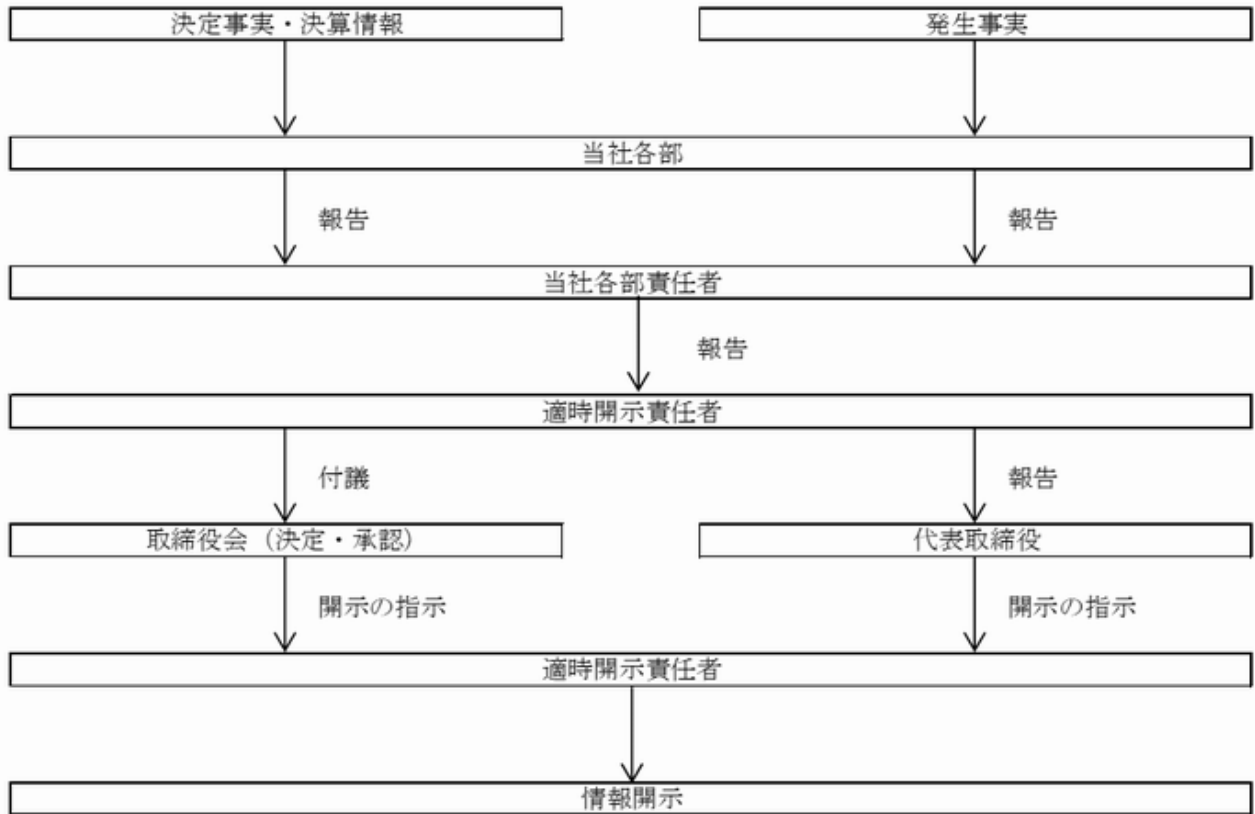 決定事実・決算情報
発生事実
当社各部
報告
報告
当社各部責任者
報告
適時開示責任者
付議
報告
取締役会（決定・承認）
代表取締役
開示の指示
開示の指示
適時開示責任者
情報開示